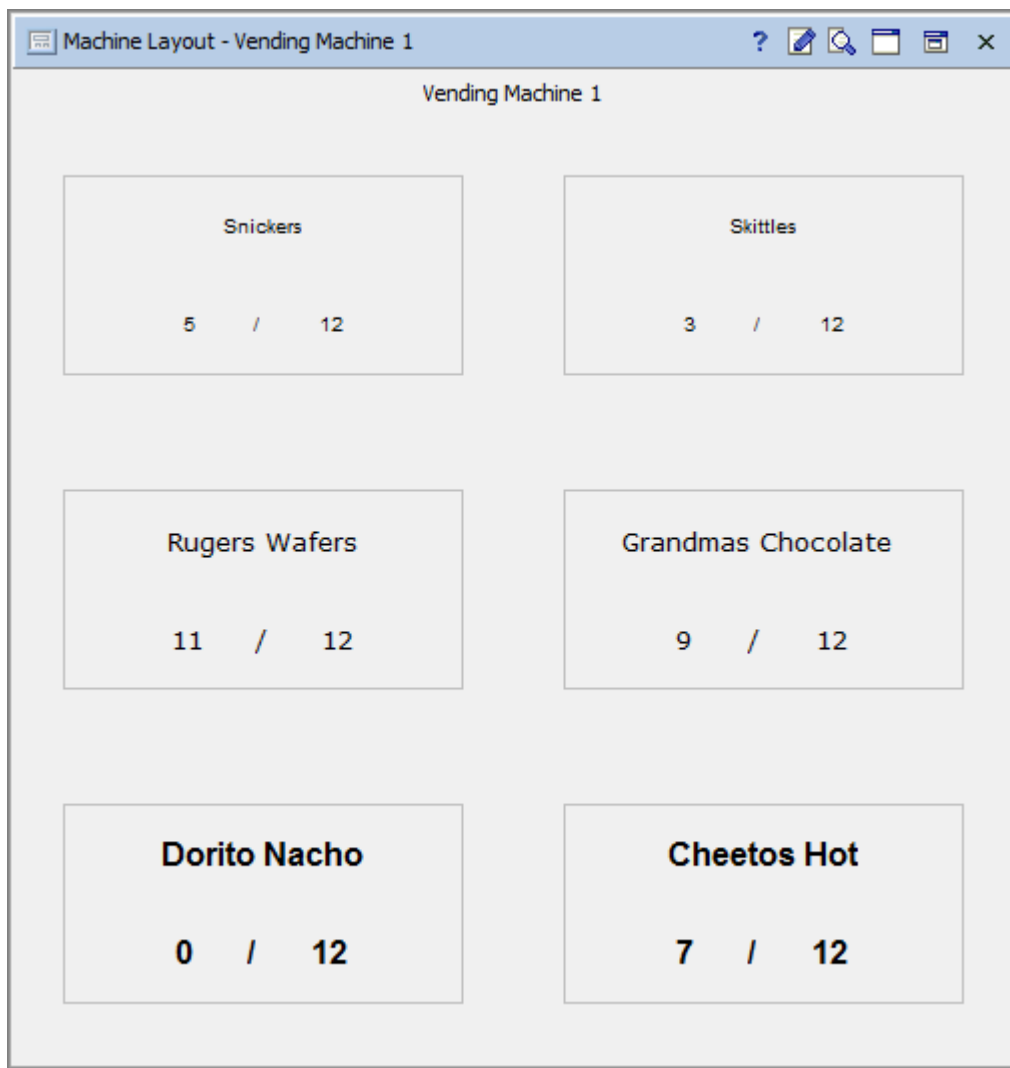 Machine Layout - Vending Machine 1 ?
Vending Machine 1
Snickers
5 / 12
Skittles
3 / 12
Rugers Wafers
11 / 12
Grandmas Chocolate
9 / 12
Dorito Nacho
0 / 12
Cheetos Hot
7 / 12